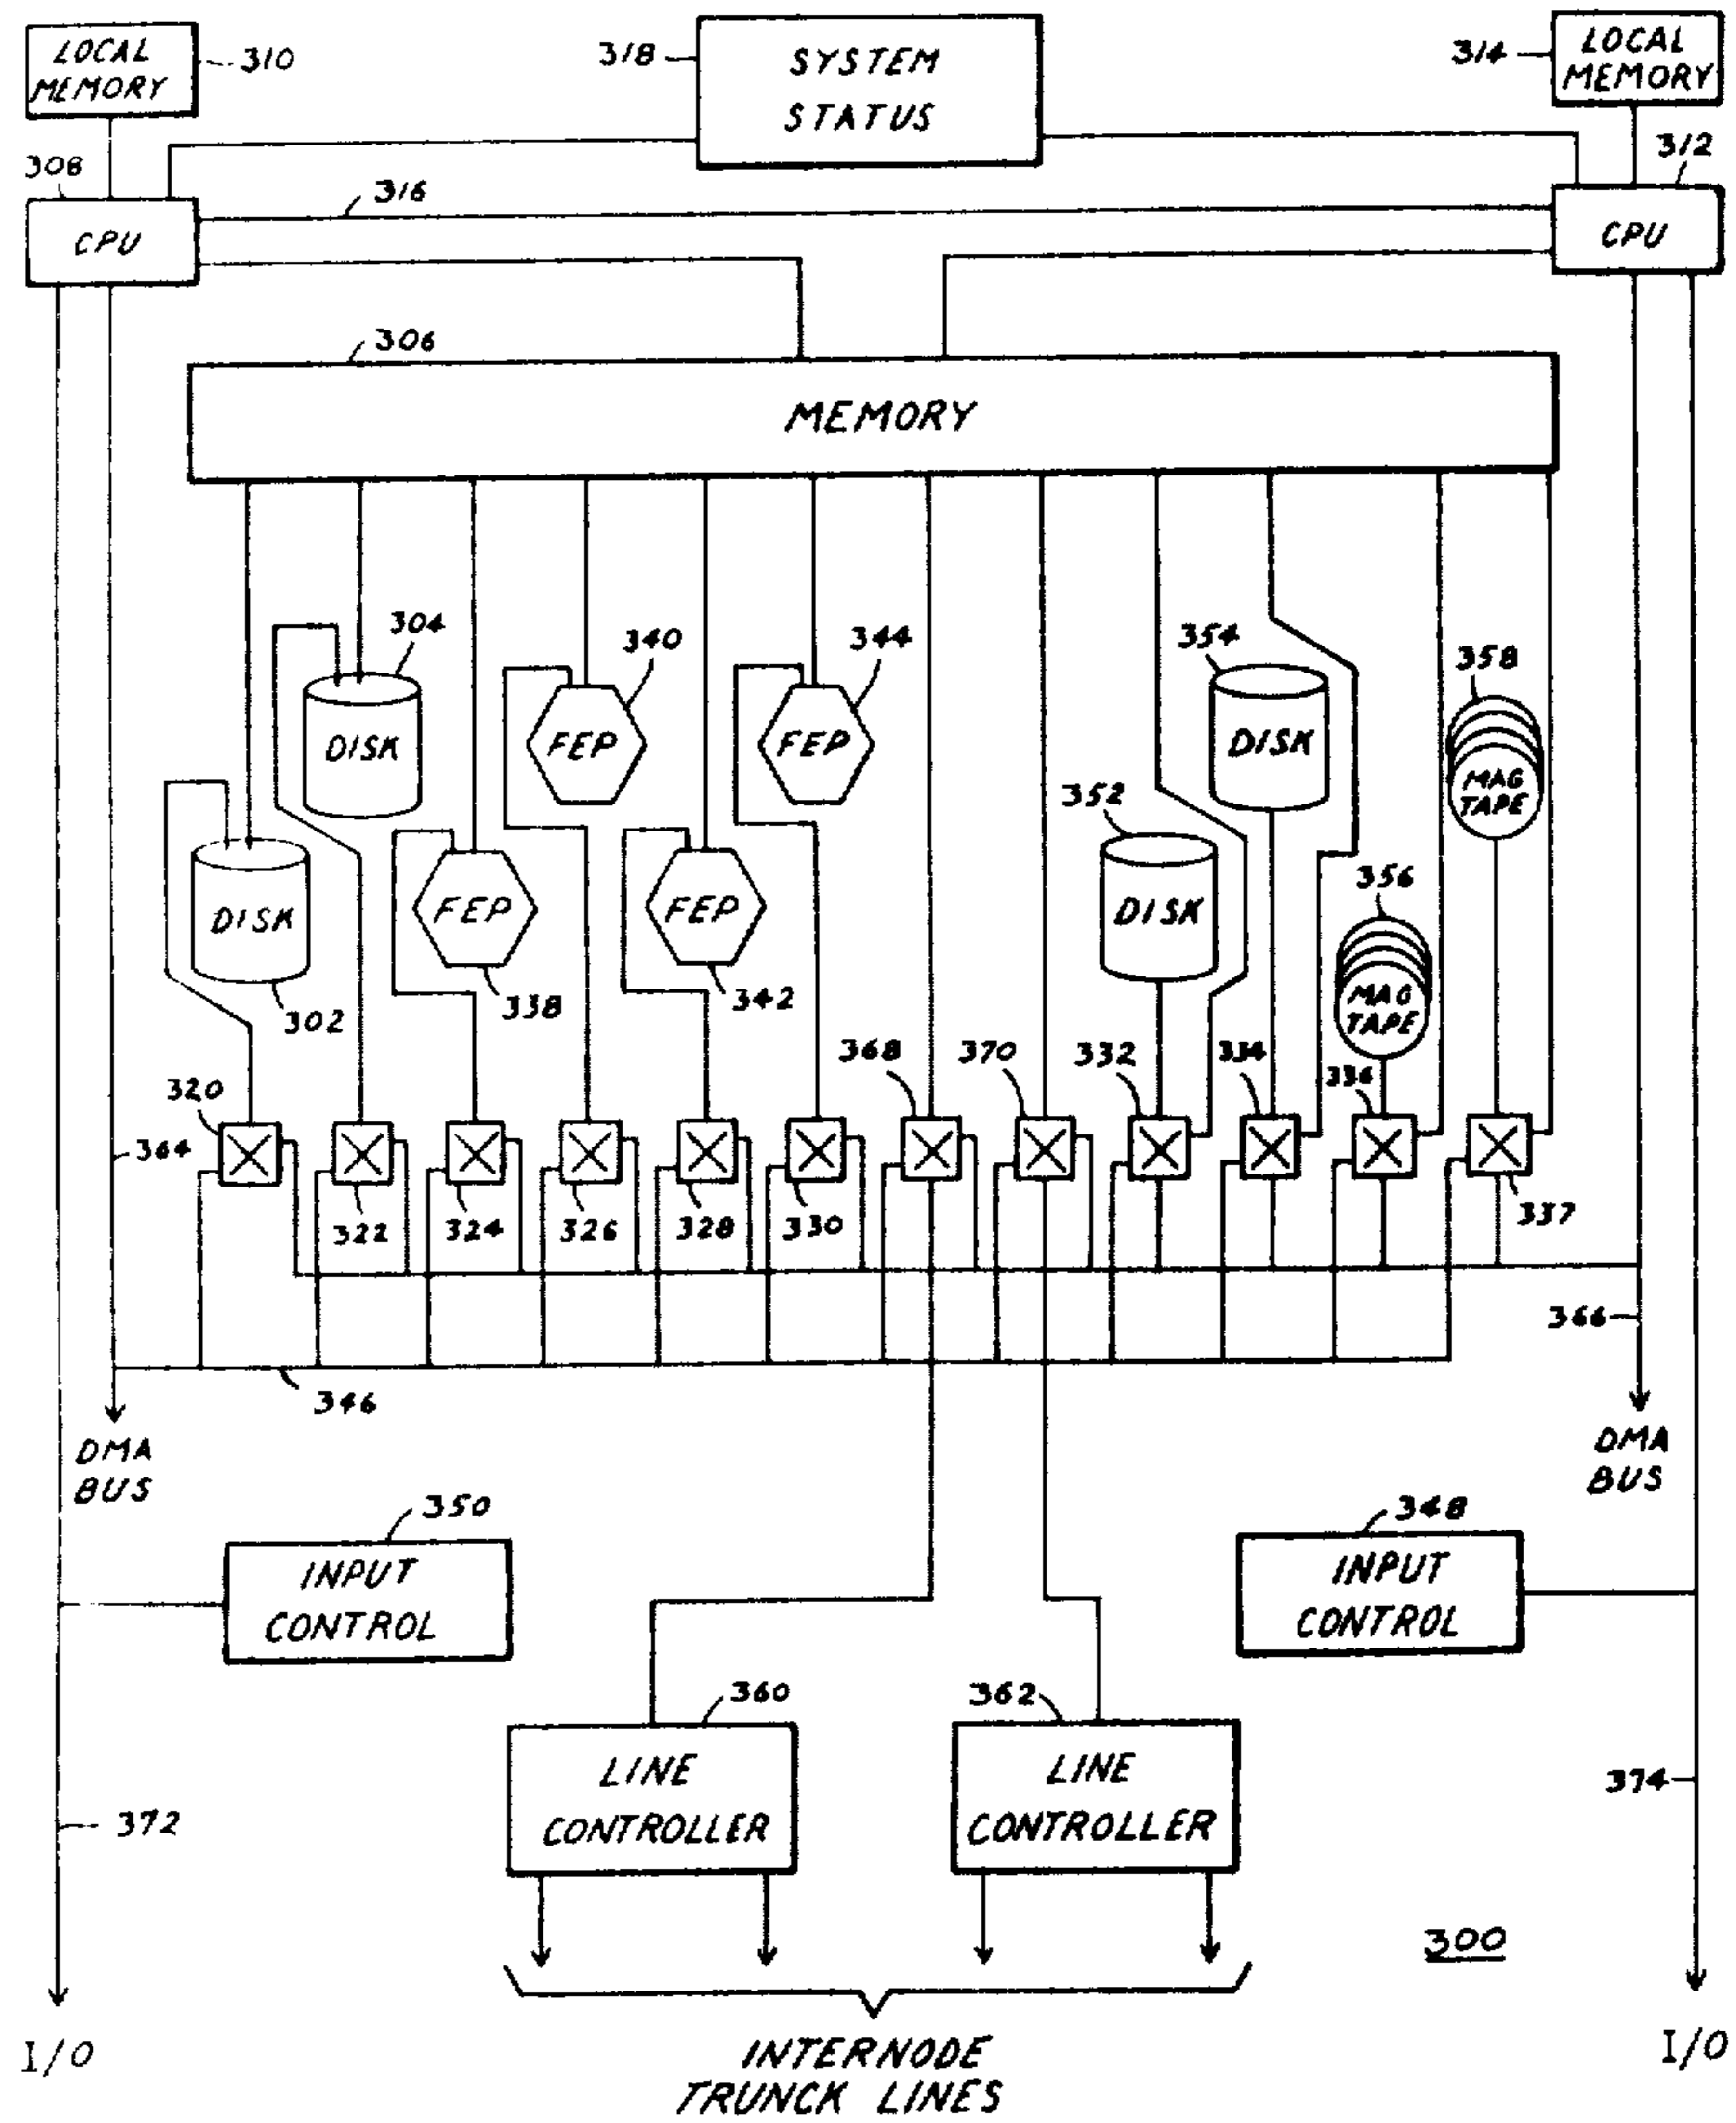 LOCAL
MEMORY
310
318
SYSTEM
STATUS
314
LOCAL
MEMORY
308
316
312
CPU
CPU
306
MEMORY
304
340
344
354
358
DISK
FEP
FEP
DISK
MAG
TAPE
352
356
DISK
FEP
FEP
DISK
MAG
TAPE
302
338
342
368
370
332
334
336
320
364
322
324
326
328
330
337
366
346
DMA
BUS
DMA
BUS
350
348
INPUT
CONTROL
INPUT
CONTROL
360
362
LINE
CONTROLLER
LINE
CONTROLLER
372
374
300
I/O
INTERNODE
TRUNCK LINES
I/O